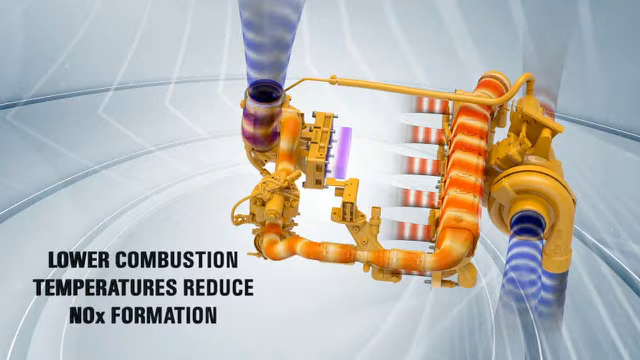 LOWER COMBUSTION
TEMPERATURES REDUCE
NOx FORMATION